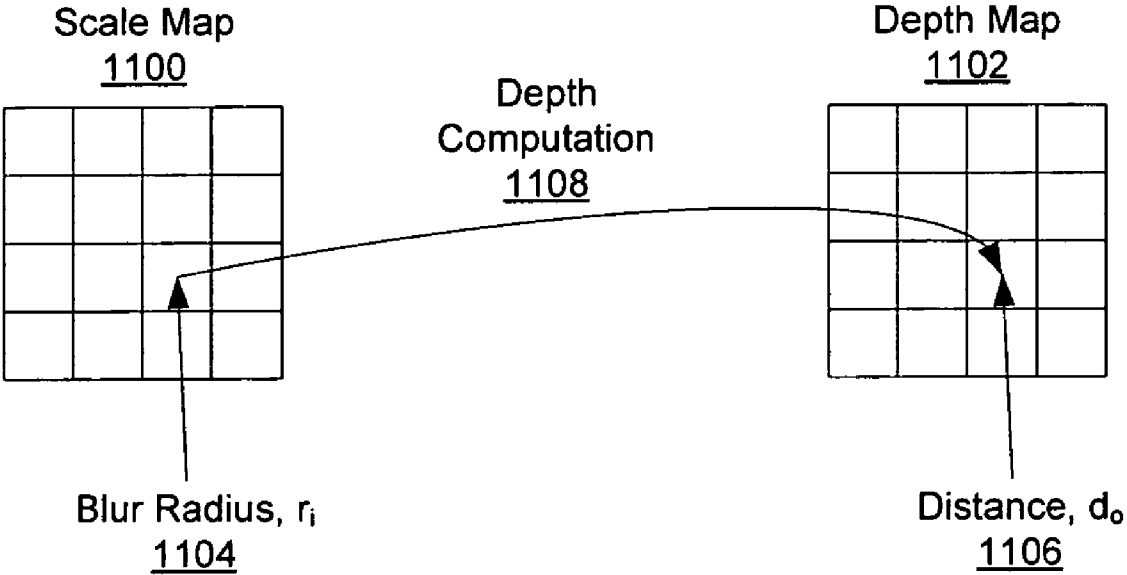 Scale Map
1100
Depth Map
1102
Depth
Computation
1108
Blur Radius, rᵢ
1104
Distance, dₒ
1106